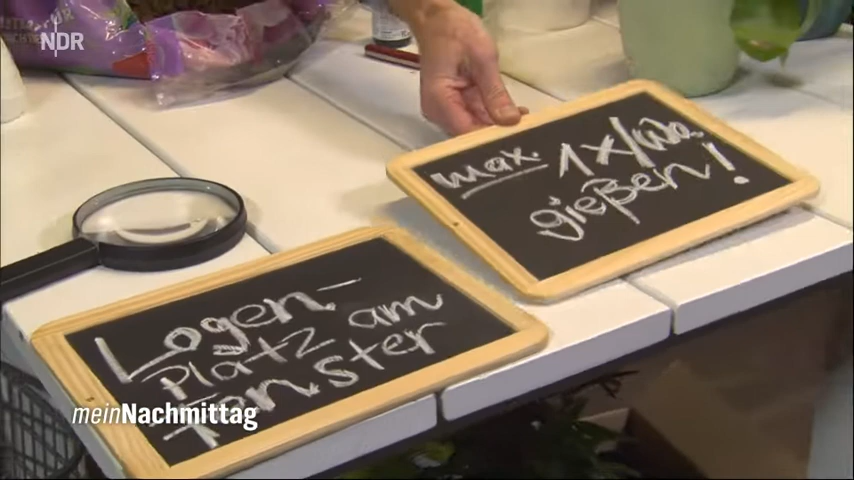 NDR
max. 1x/Wo.
gießen!
Logen-
platz am
Fenster
meinNachmittag